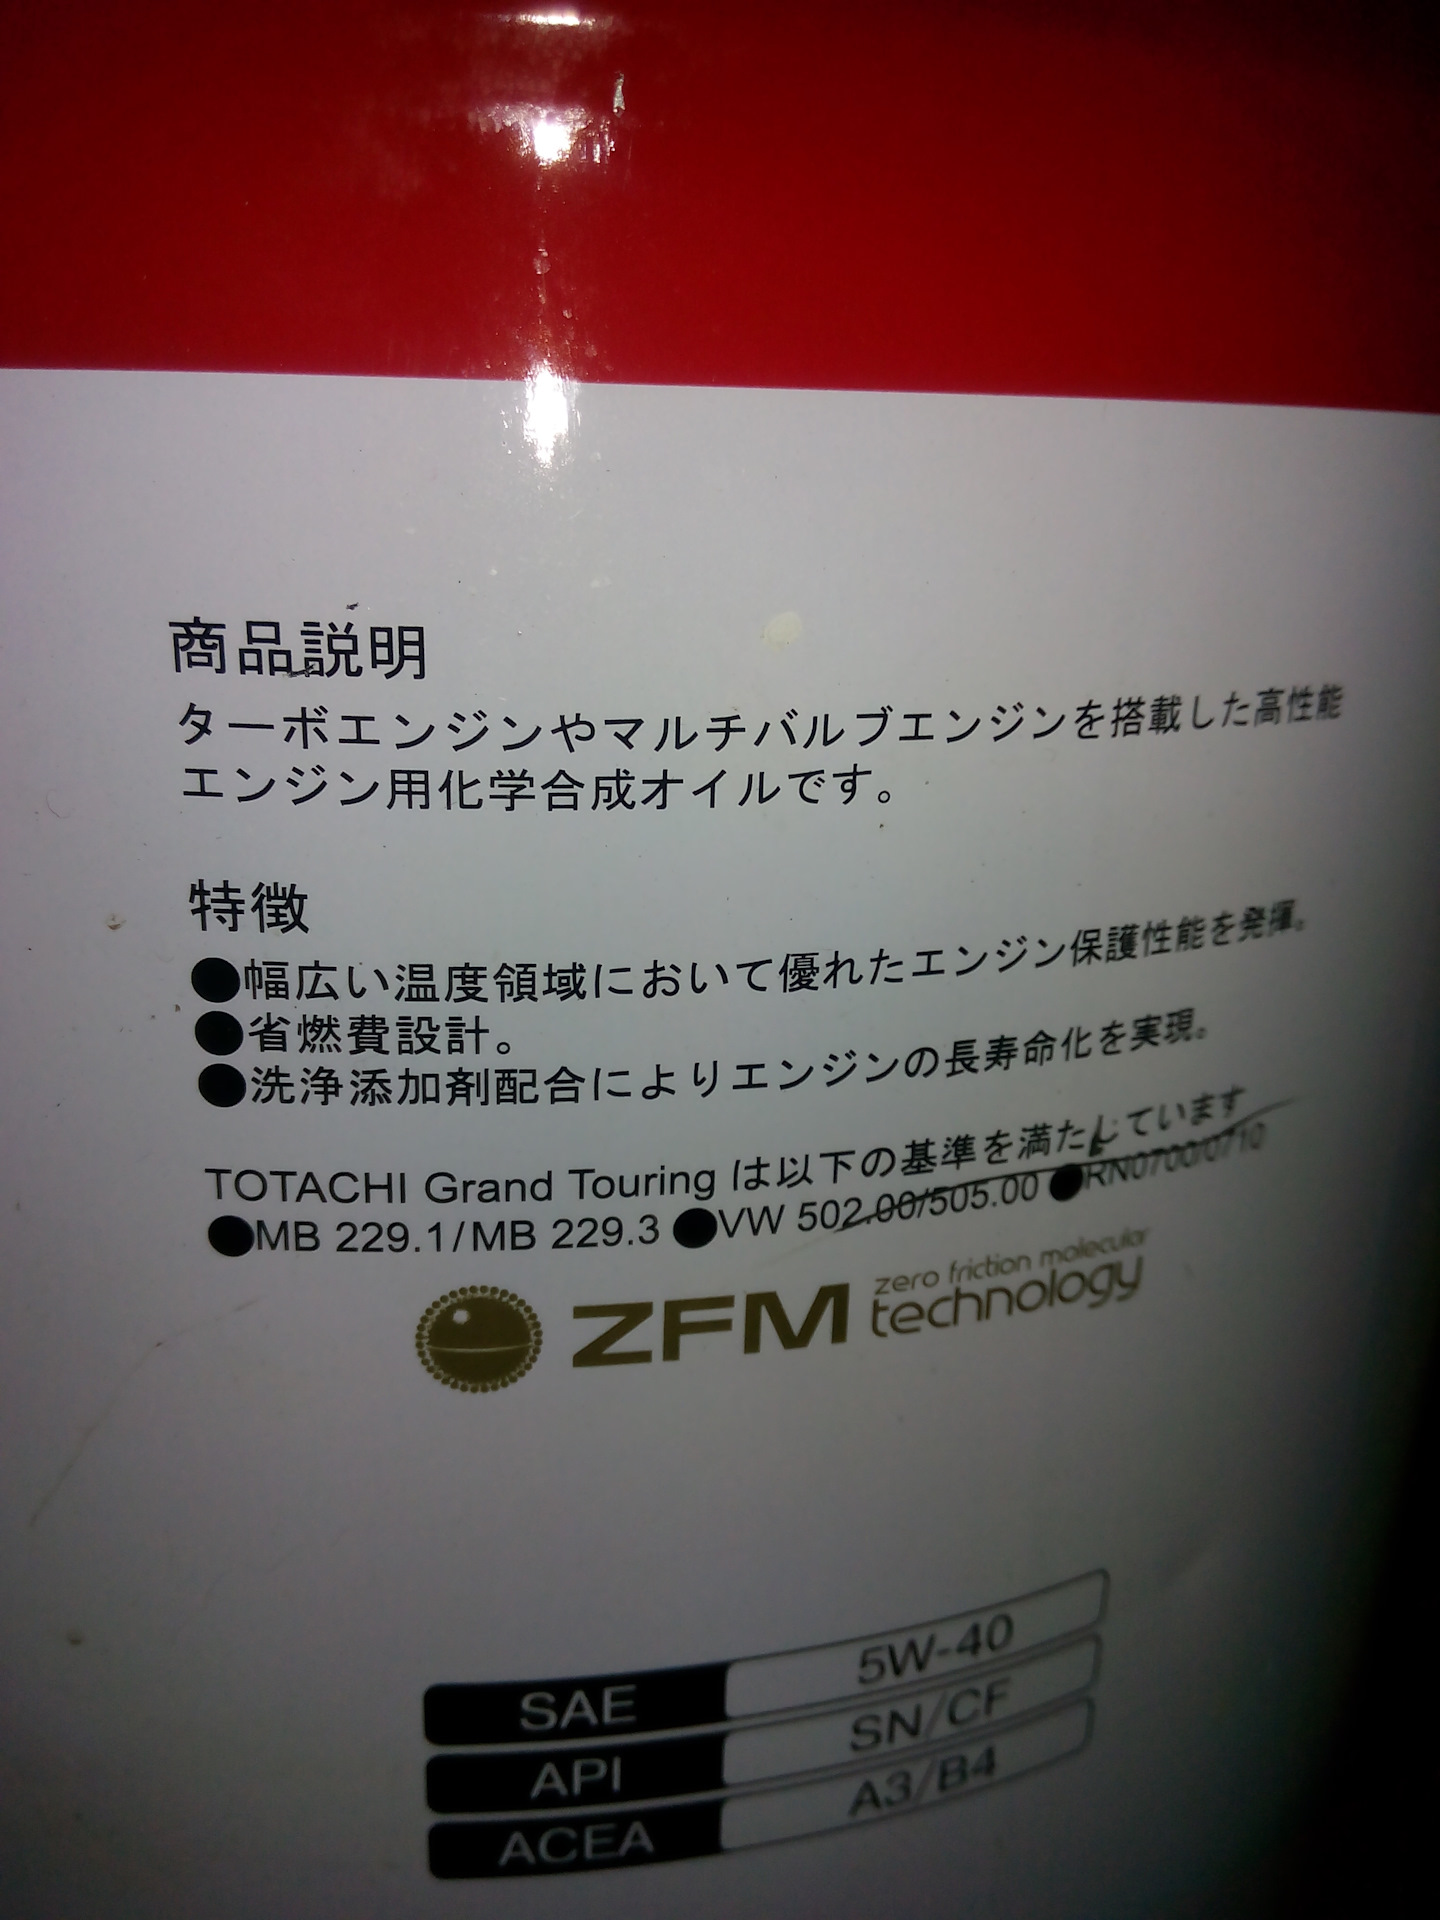 商品説明
ターボエンジンやマルチバルブエンジンを搭載した高性能
エンジン用化学合成オイルです。
特徴
●幅広い温度領域において優れたエンジン保護性能を発揮。
●省燃費設計。
●洗浄添加剤配合によりエンジンの長寿命化を実現。
TOTACHI Grand Touring は以下の基準を満たしています
●MB 229.1/MB 229.3 ●VW 502.00/505.00 ●RN0700/0710
ZFM zero friction molecular technology
SAE 5W-40
API SN/CF
ACEA A3/B4